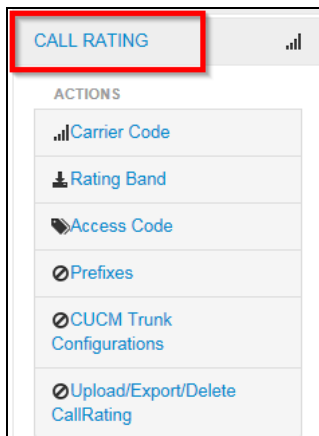 CALL RATING
ACTIONS
Carrier Code
Rating Band
Access Code
Prefixes
CUCM Trunk
Configurations
Upload/Export/Delete
CallRating